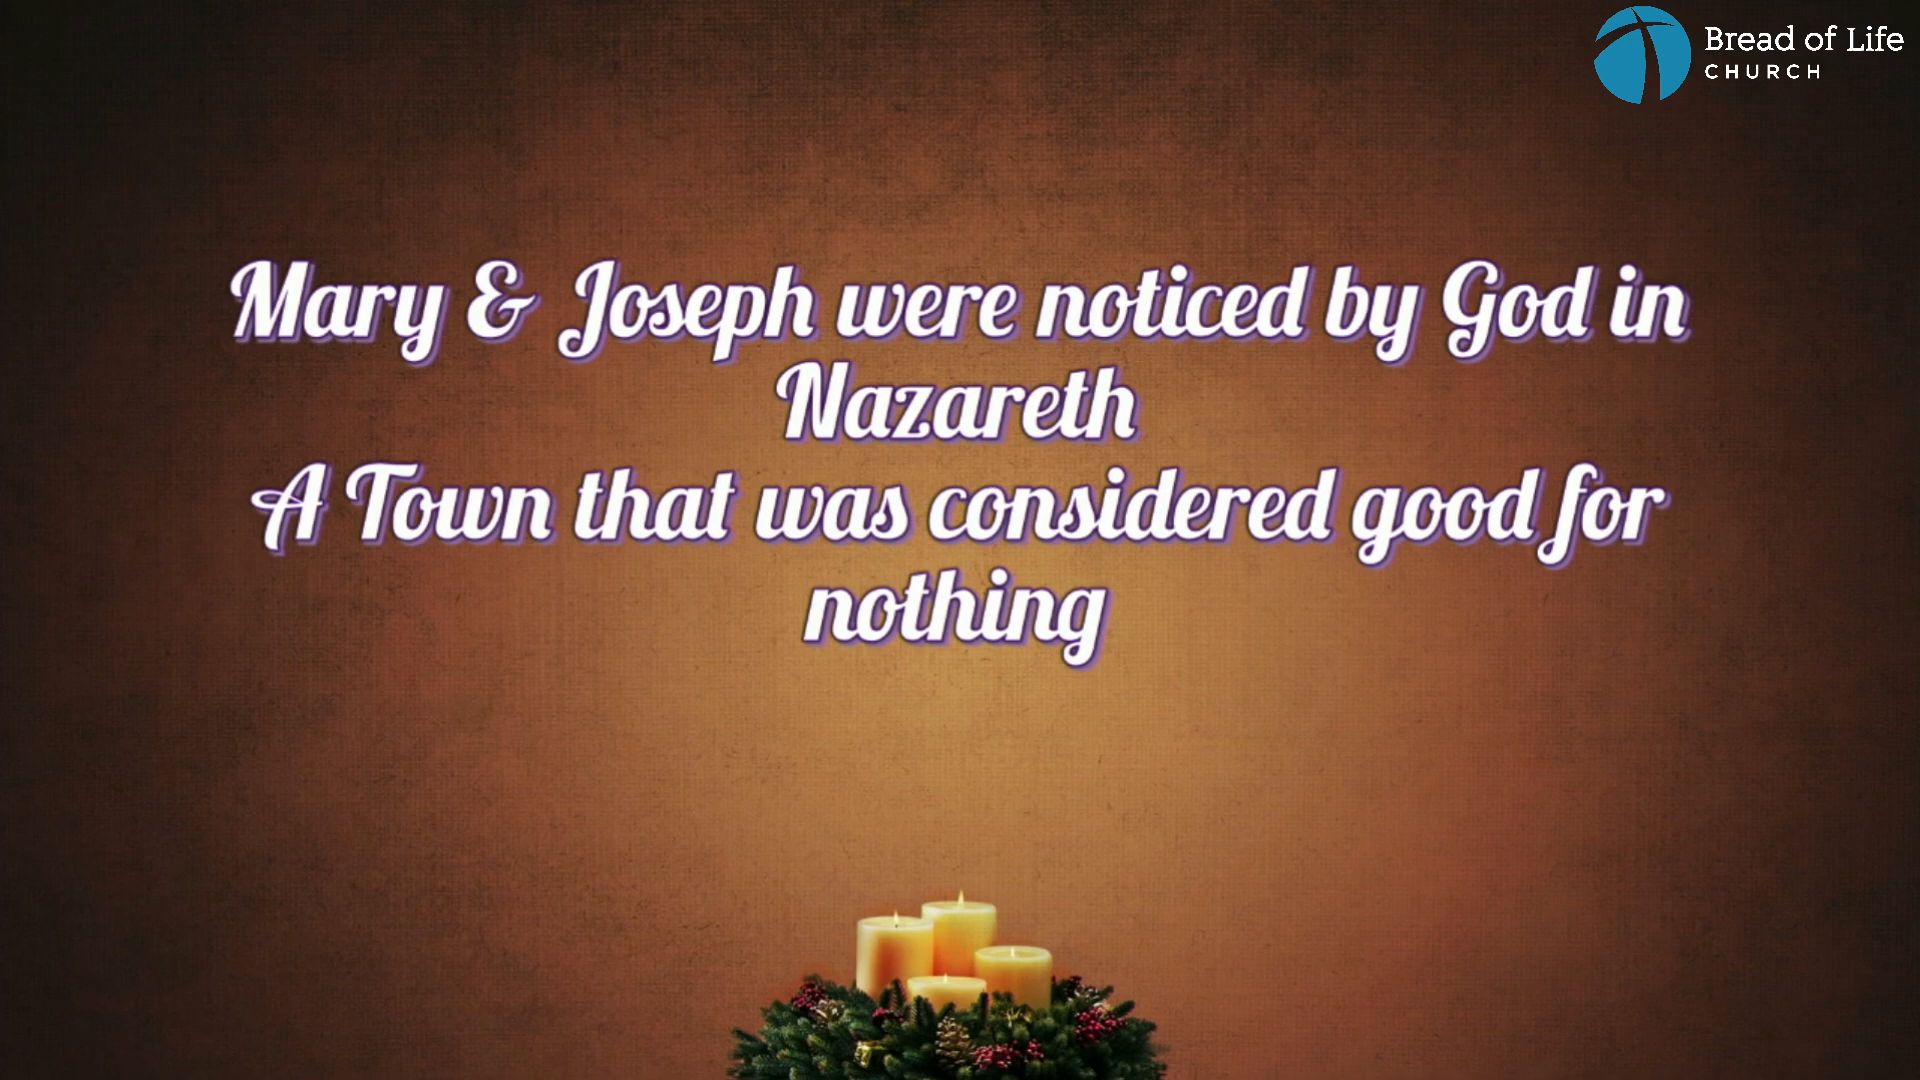 Bread of Life
CHURCH
Mary & Joseph were noticed by God in
Nazareth
A Town that was considered good for
nothing